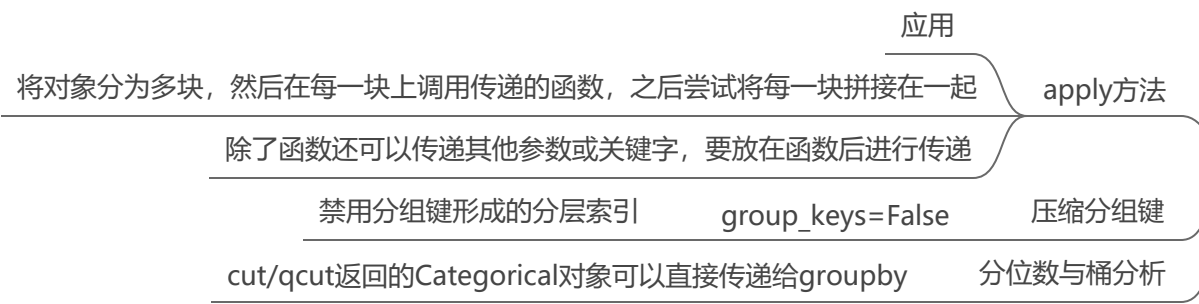 应用
将对象分为多块，然后在每一块上调用传递的函数，之后尝试将每一块拼接在一起
apply方法
除了函数还可以传递其他参数或关键字，要放在函数后进行传递
禁用分组键形成的分层索引 group_keys=False 压缩分组键
cut/qcut返回的Categorical对象可以直接传递给groupby 分位数与桶分析